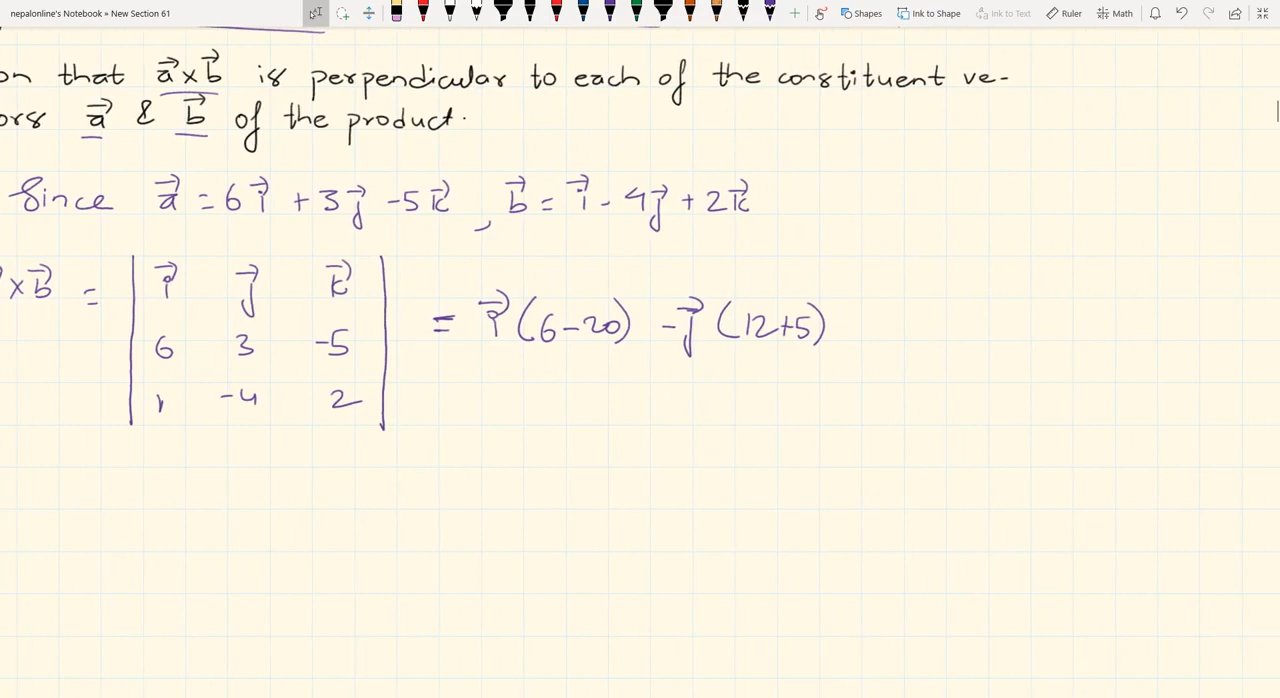 nepalonline's Notebook » New Section 61
Shapes Ink to Shape Ink to Text Ruler Math
on that a⃗×b⃗ is perpendicular to each of the constituent ve-
ors a⃗ & b⃗ of the product.
Since a⃗ = 6i⃗ + 3j⃗ - 5k⃗, b⃗ = i⃗ - 4j⃗ + 2k⃗
×b⃗ = | i⃗ j⃗ k⃗ | = i⃗(6-20) - j⃗(12+5)
6 3 -5
1 -4 2